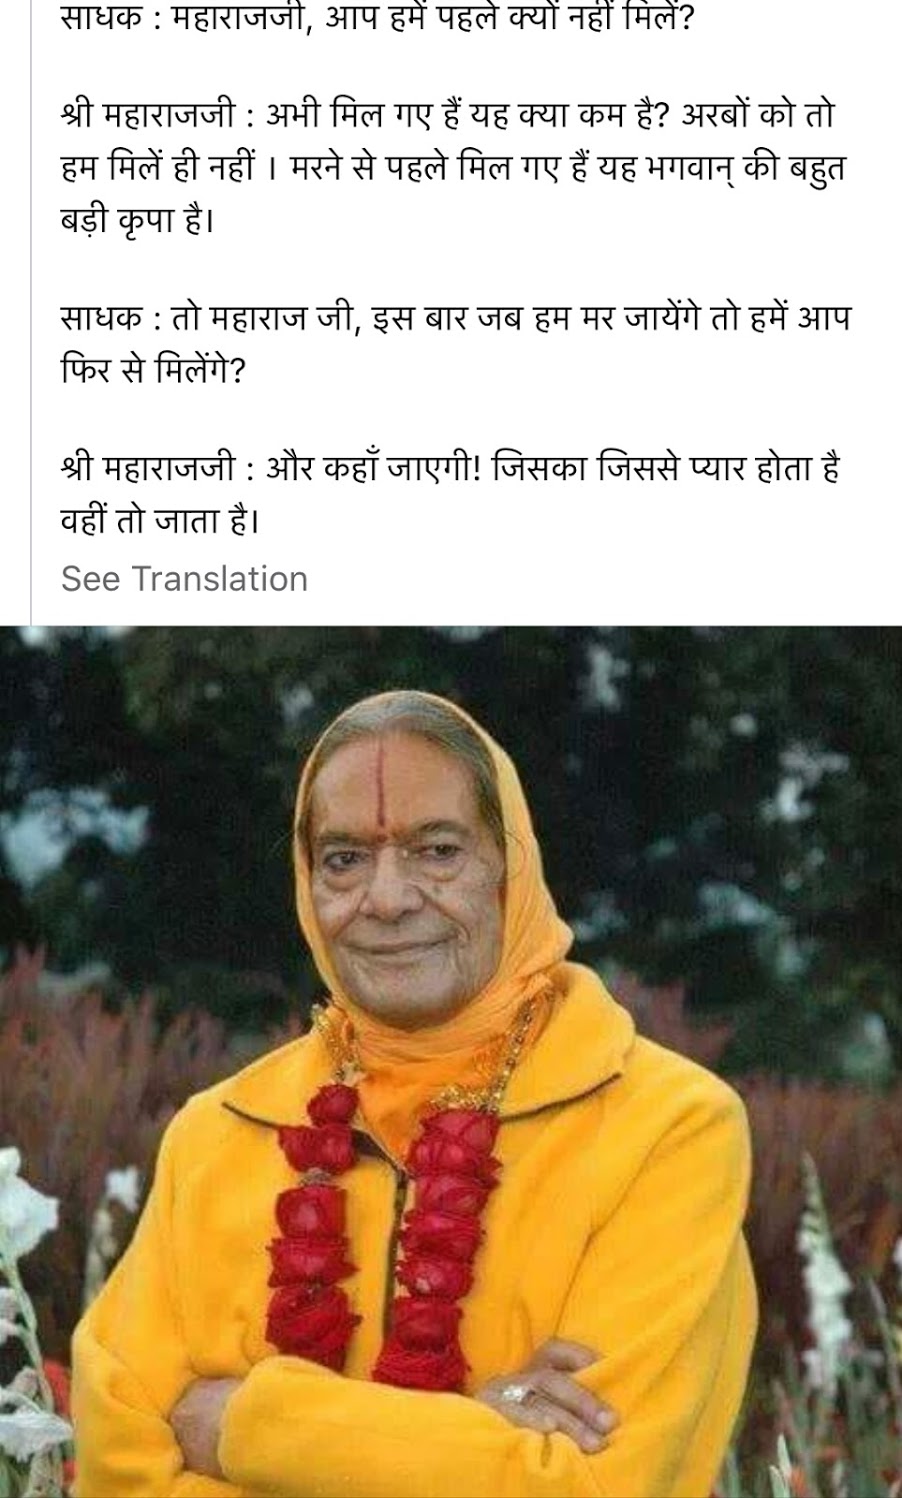 साधक : महाराजजी, आप हमें पहले क्यों नहीं मिलें?
श्री महाराजजी : अभी मिल गए हैं यह क्या कम है? अरबों को तो
हम मिलें ही नहीं । मरने से पहले मिल गए हैं यह भगवान् की बहुत
बड़ी कृपा है।
साधक : तो महाराज जी, इस बार जब हम मर जायेंगे तो हमें आप
फिर से मिलेंगे?
श्री महाराजजी : और कहाँ जाएगी! जिसका जिससे प्यार होता है
वहीं तो जाता है।
See Translation